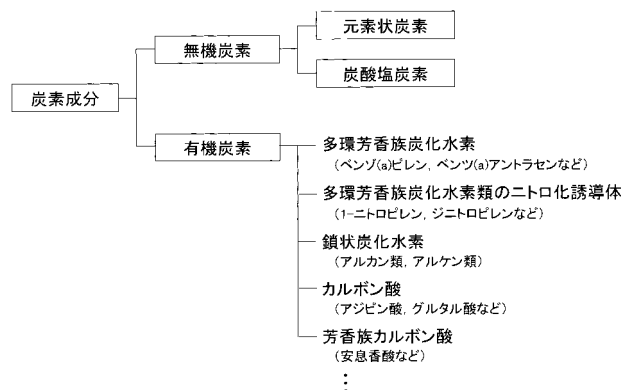 元素状炭素
無機炭素
炭酸塩炭素
炭素成分
有機炭素
多環芳香族炭化水素
(ベンゾ(a)ピレン, ベンツ(a)アントラセンなど)
多環芳香族炭化水素類のニトロ化誘導体
(1-ニトロピレン, ジニトロピレンなど)
鎖状炭化水素
(アルカン類, アルケン類)
カルボン酸
(アジピン酸, グルタル酸など)
芳香族カルボン酸
(安息香酸など)
⋮